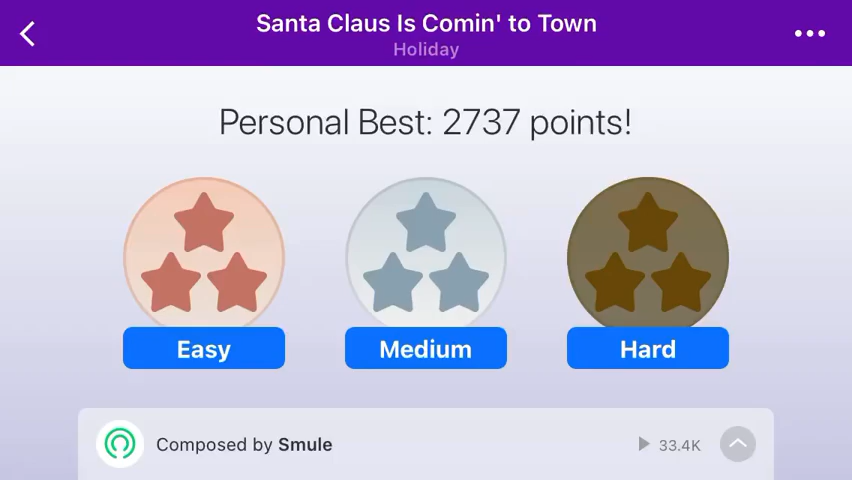 Santa Claus Is Comin' to Town
Holiday
Personal Best: 2737 points!
Easy
Medium
Hard
Composed by Smule
33.4K